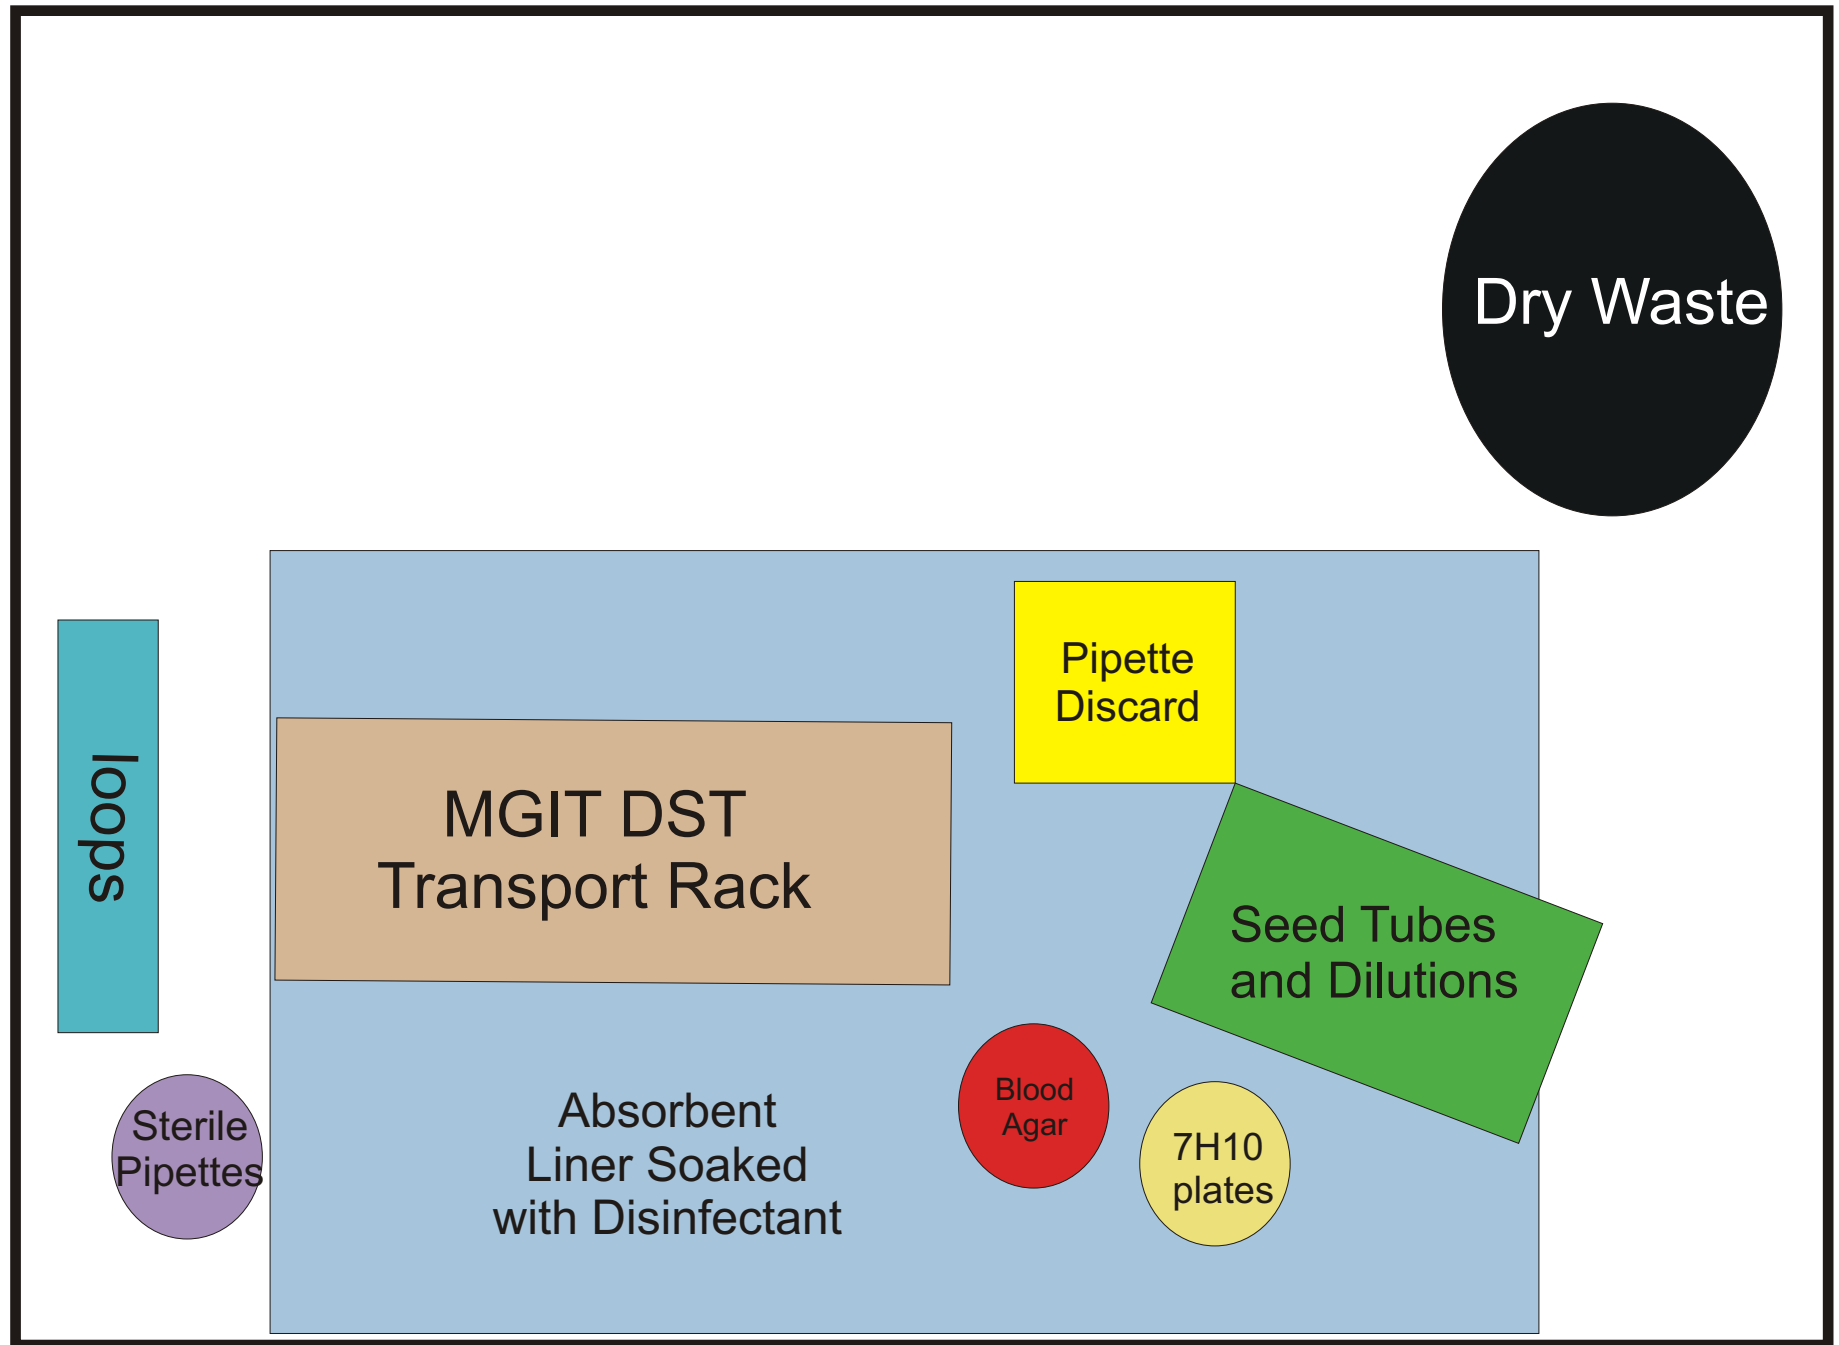 Dry Waste
Pipette
Discard
loops
MGIT DST
Transport Rack
Seed Tubes
and Dilutions
Sterile
Pipettes
Absorbent
Liner Soaked
with Disinfectant
Blood
Agar
7H10
plates